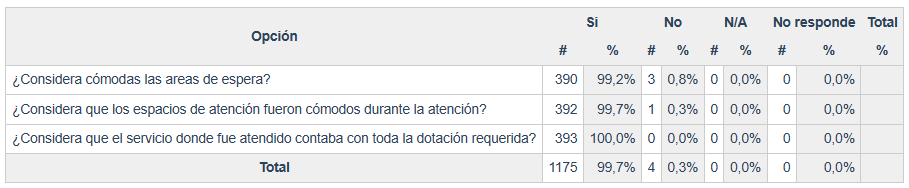 Opción Si No N/A No responde Total
# % # % # % # % %
¿Considera cómodas las areas de espera? 390 99,2% 3 0,8% 0 0,0% 0 0,0%
¿Considera que los espacios de atención fueron cómodos durante la atención? 392 99,7% 1 0,3% 0 0,0% 0 0,0%
¿Considera que el servicio donde fue atendido contaba con toda la dotación requerida? 393 100,0% 0 0,0% 0 0,0% 0 0,0%
Total 1175 99,7% 4 0,3% 0 0,0% 0 0,0%